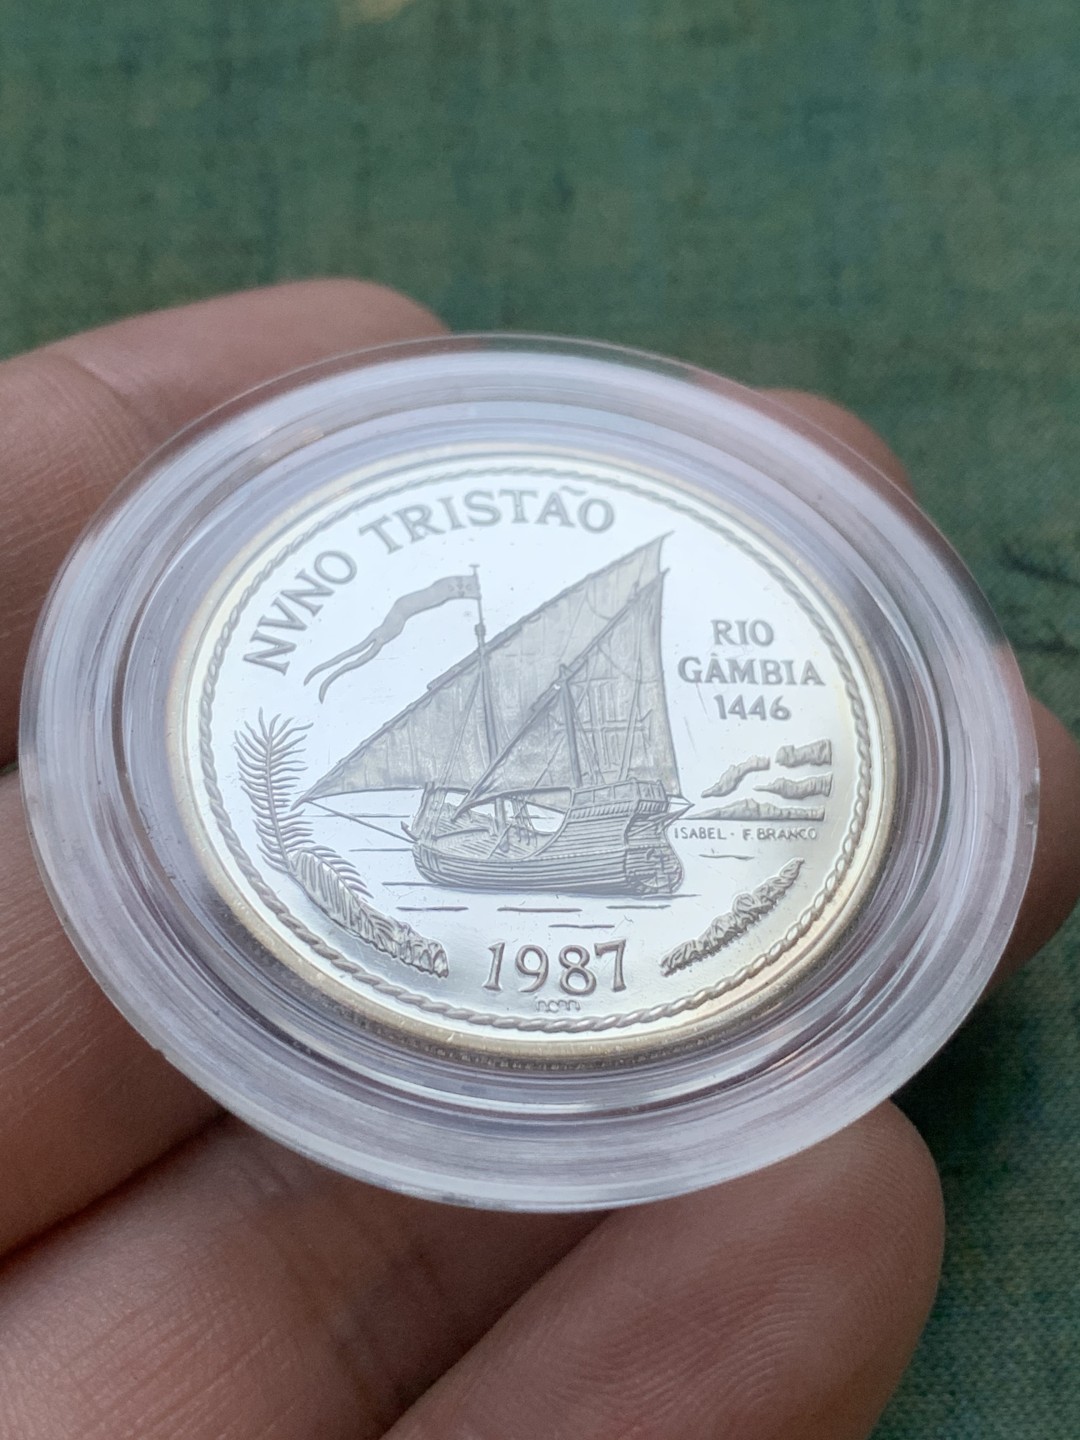 NVNO TRISTÃO
RIO
GÂMBIA
1446
ISABEL · F. BRANCO
1987